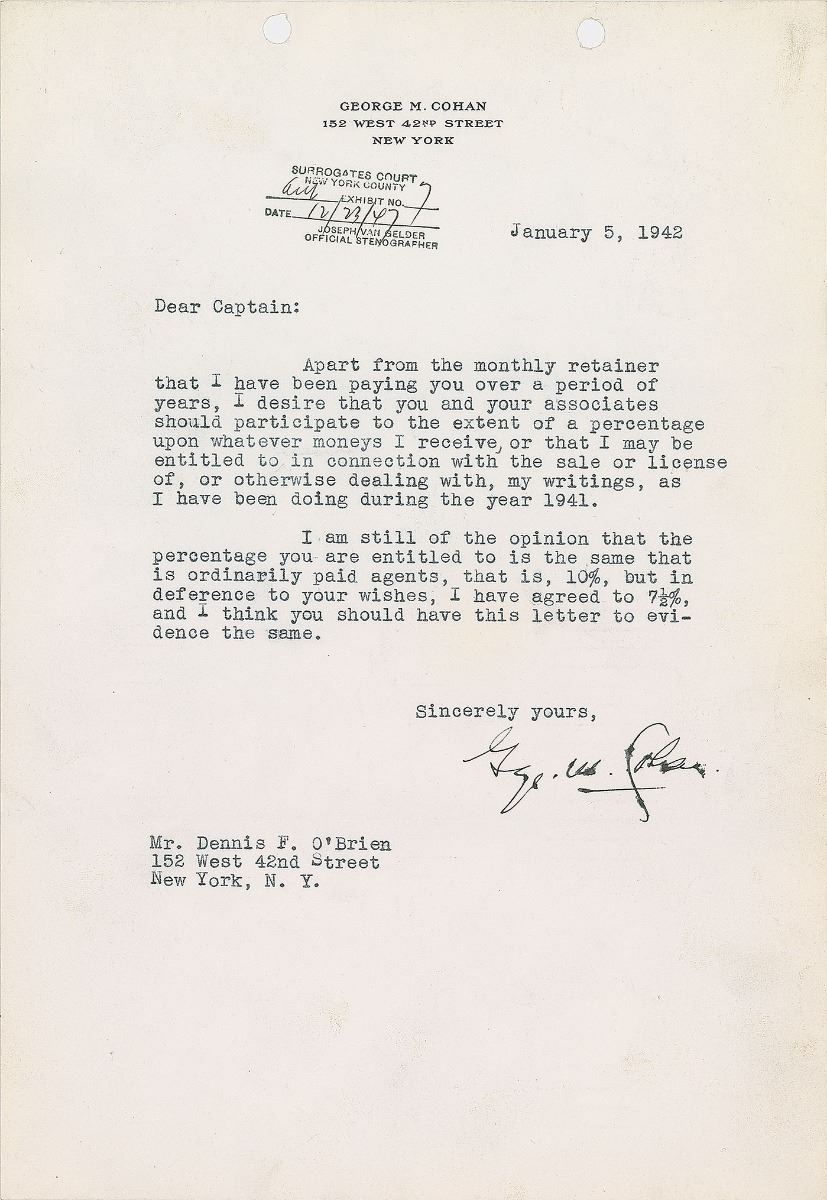 GEORGE M. COHAN
152 WEST 42ND STREET
NEW YORK
SURROGATES COURT
NEW YORK COUNTY
EXHIBIT NO. 7
DATE 12/23/47
JOSEPH VAN GELDER
OFFICIAL STENOGRAPHER
January 5, 1942
Dear Captain:
Apart from the monthly retainer
that I have been paying you over a period of
years, I desire that you and your associates
should participate to the extent of a percentage
upon whatever moneys I receive, or that I may be
entitled to in connection with the sale or license
of, or otherwise dealing with, my writings, as
I have been doing during the year 1941.
I am still of the opinion that the
percentage you are entitled to is the same that
is ordinarily paid agents, that is, 10%, but in
deference to your wishes, I have agreed to 7½%,
and I think you should have this letter to evi-
dence the same.
Sincerely yours,
Geo. M. Cohan.
Mr. Dennis F. O'Brien
152 West 42nd Street
New York, N. Y.